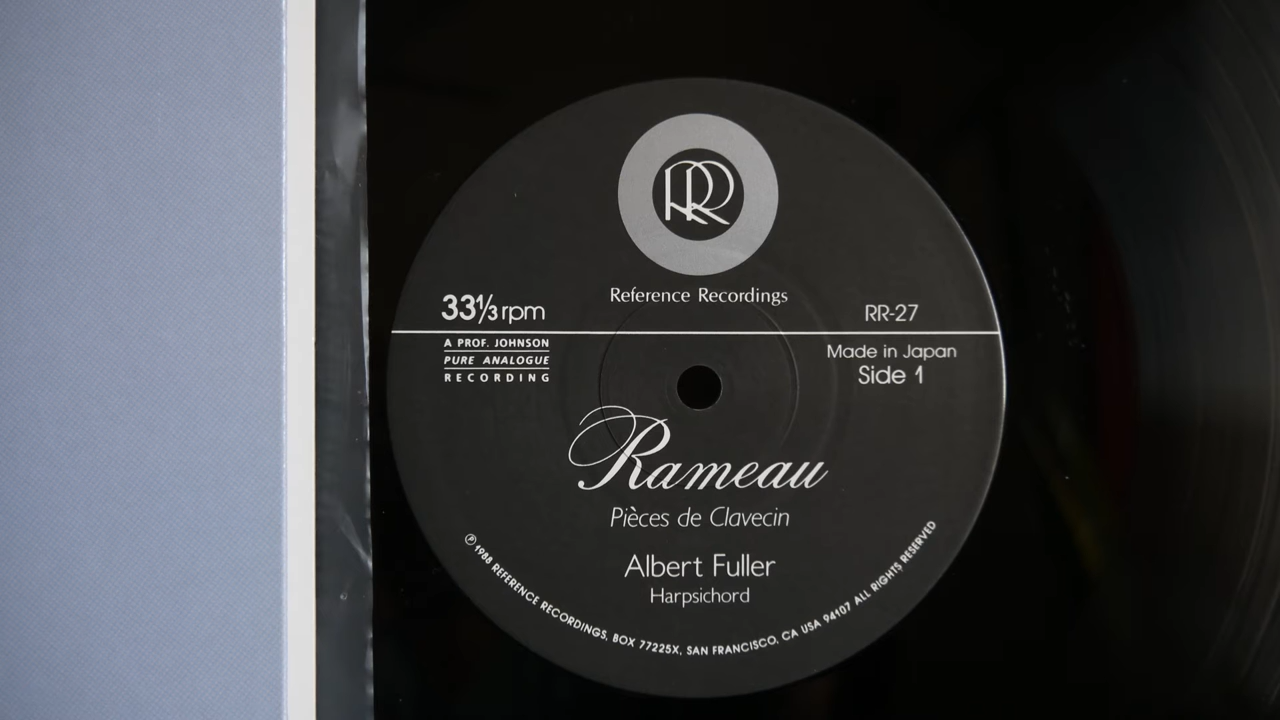 RR
Reference Recordings
33⅓ rpm
RR-27
A PROF. JOHNSON
PURE ANALOGUE
RECORDING
Made in Japan
Side 1
Rameau
Pièces de Clavecin
Albert Fuller
Harpsichord
℗ 1988 REFERENCE RECORDINGS, BOX 77225X, SAN FRANCISCO, CA USA 94107 ALL RIGHTS RESERVED